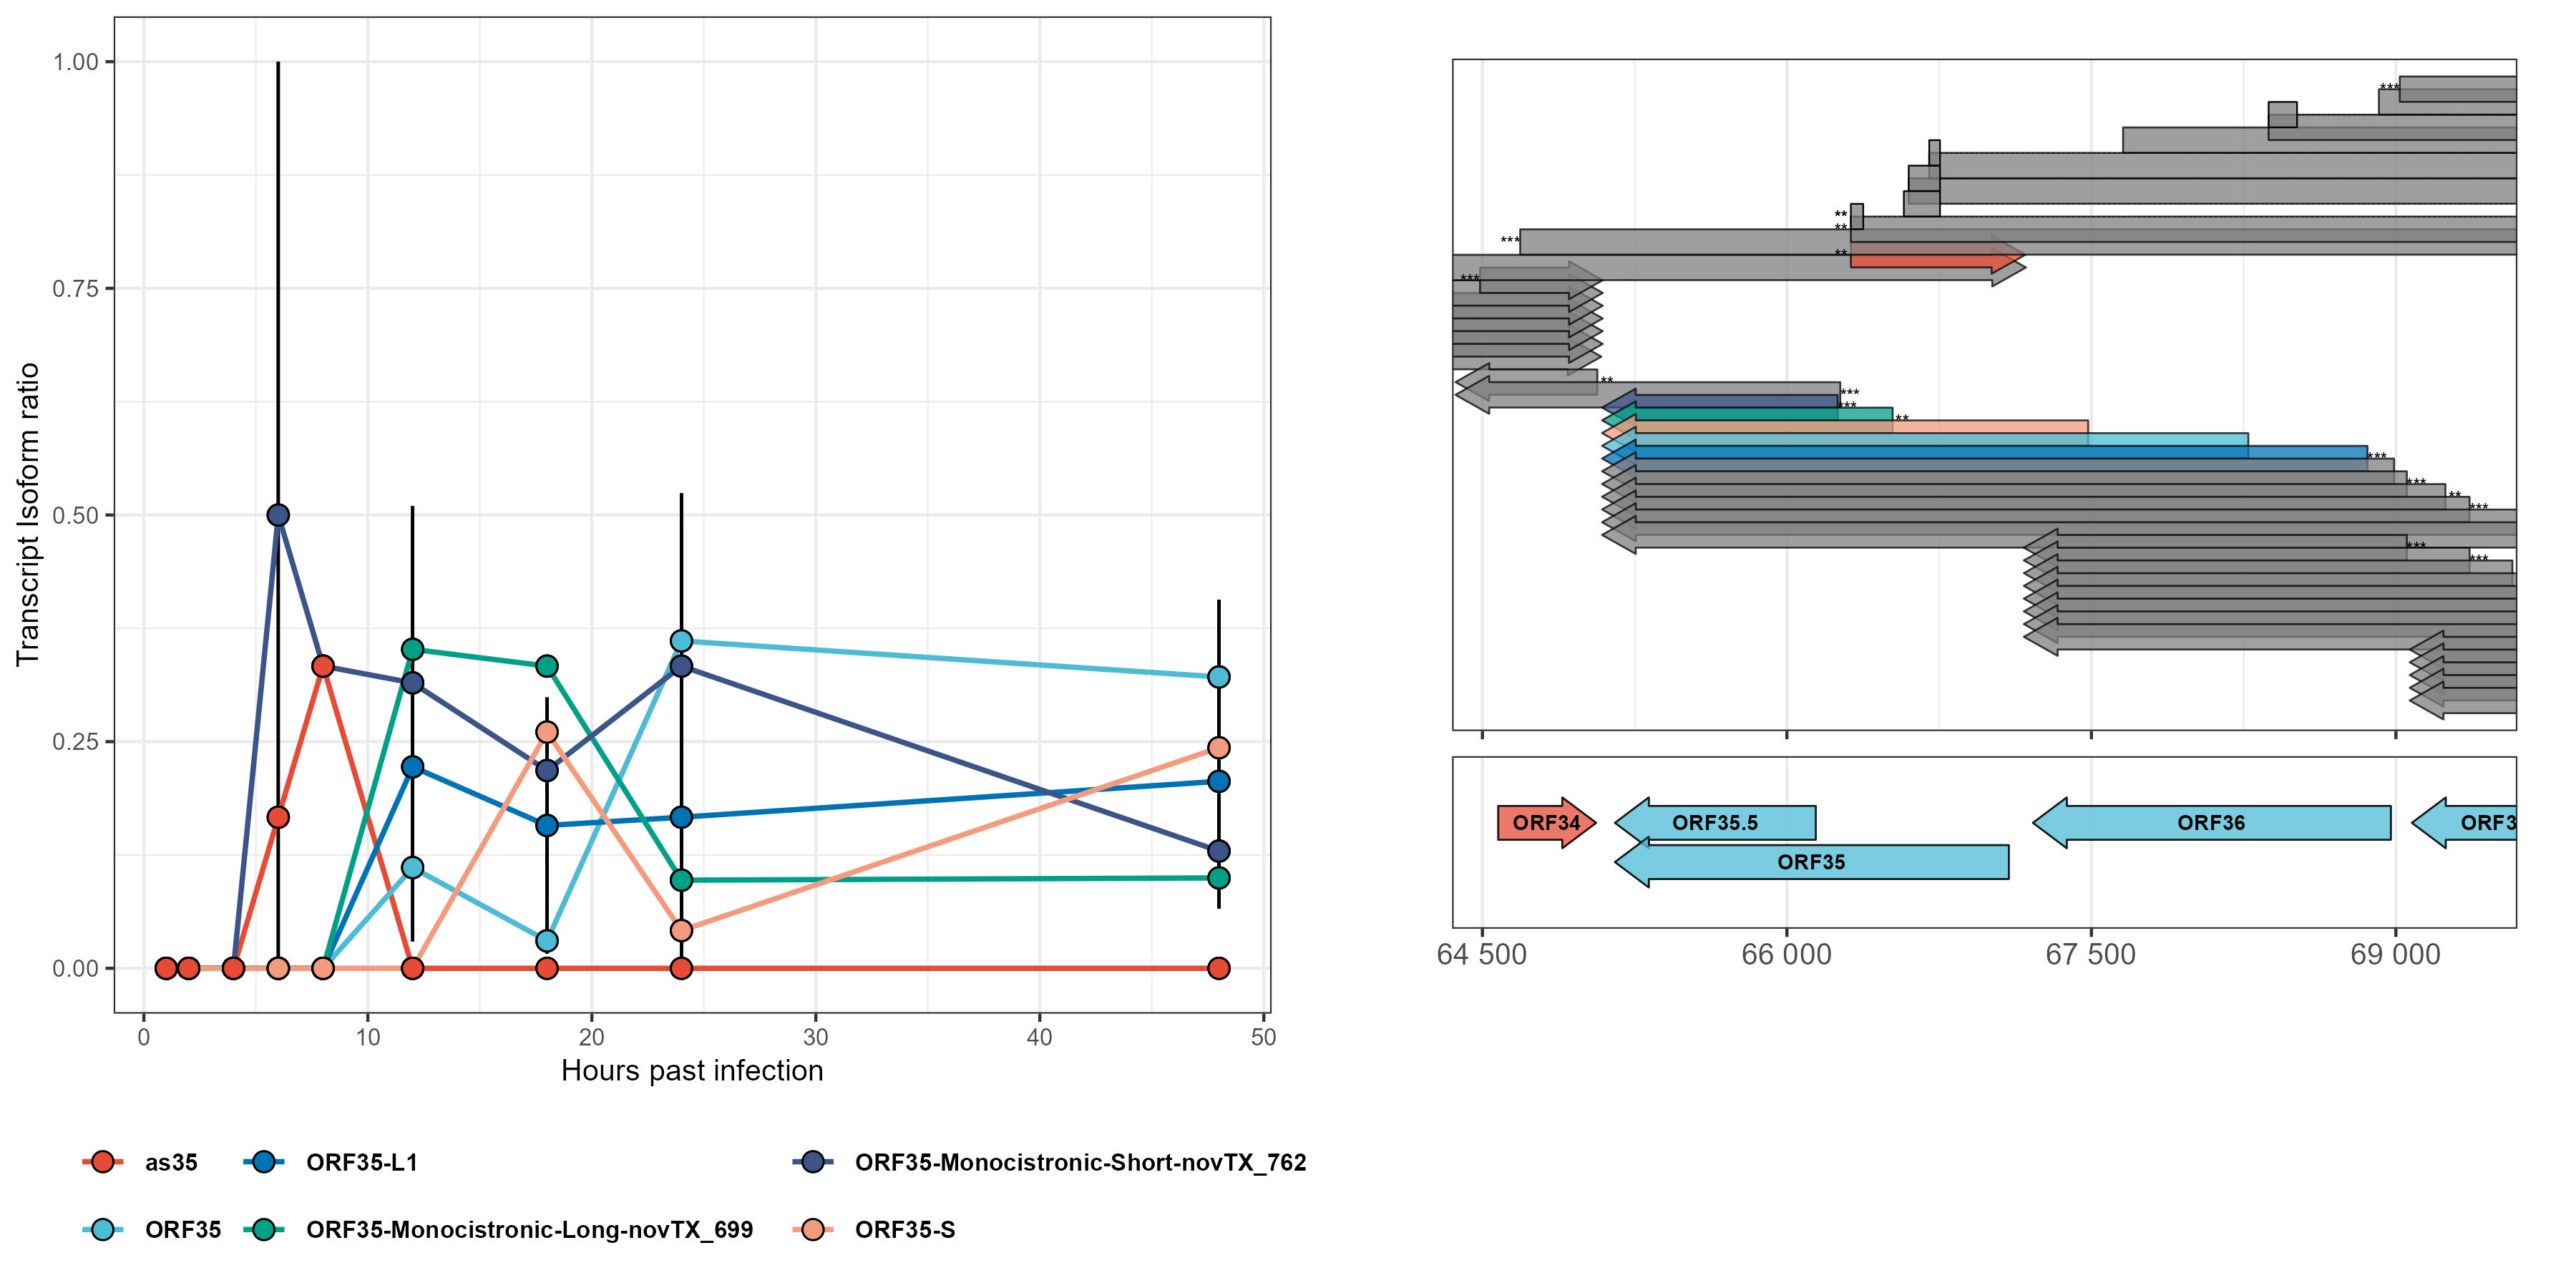 1.00
0.75
0.50
0.25
0.00
Transcript Isoform ratio
0 10 20 30 40 50
Hours past infection
as35
ORF35-L1
ORF35-Monocistronic-Short-novTX_762
ORF35
ORF35-Monocistronic-Long-novTX_699
ORF35-S
***
**
**
***
**
***
**
***
***
**
***
***
**
***
***
***
ORF34
ORF35.5
ORF36
ORF3
ORF35
64 500 66 000 67 500 69 000